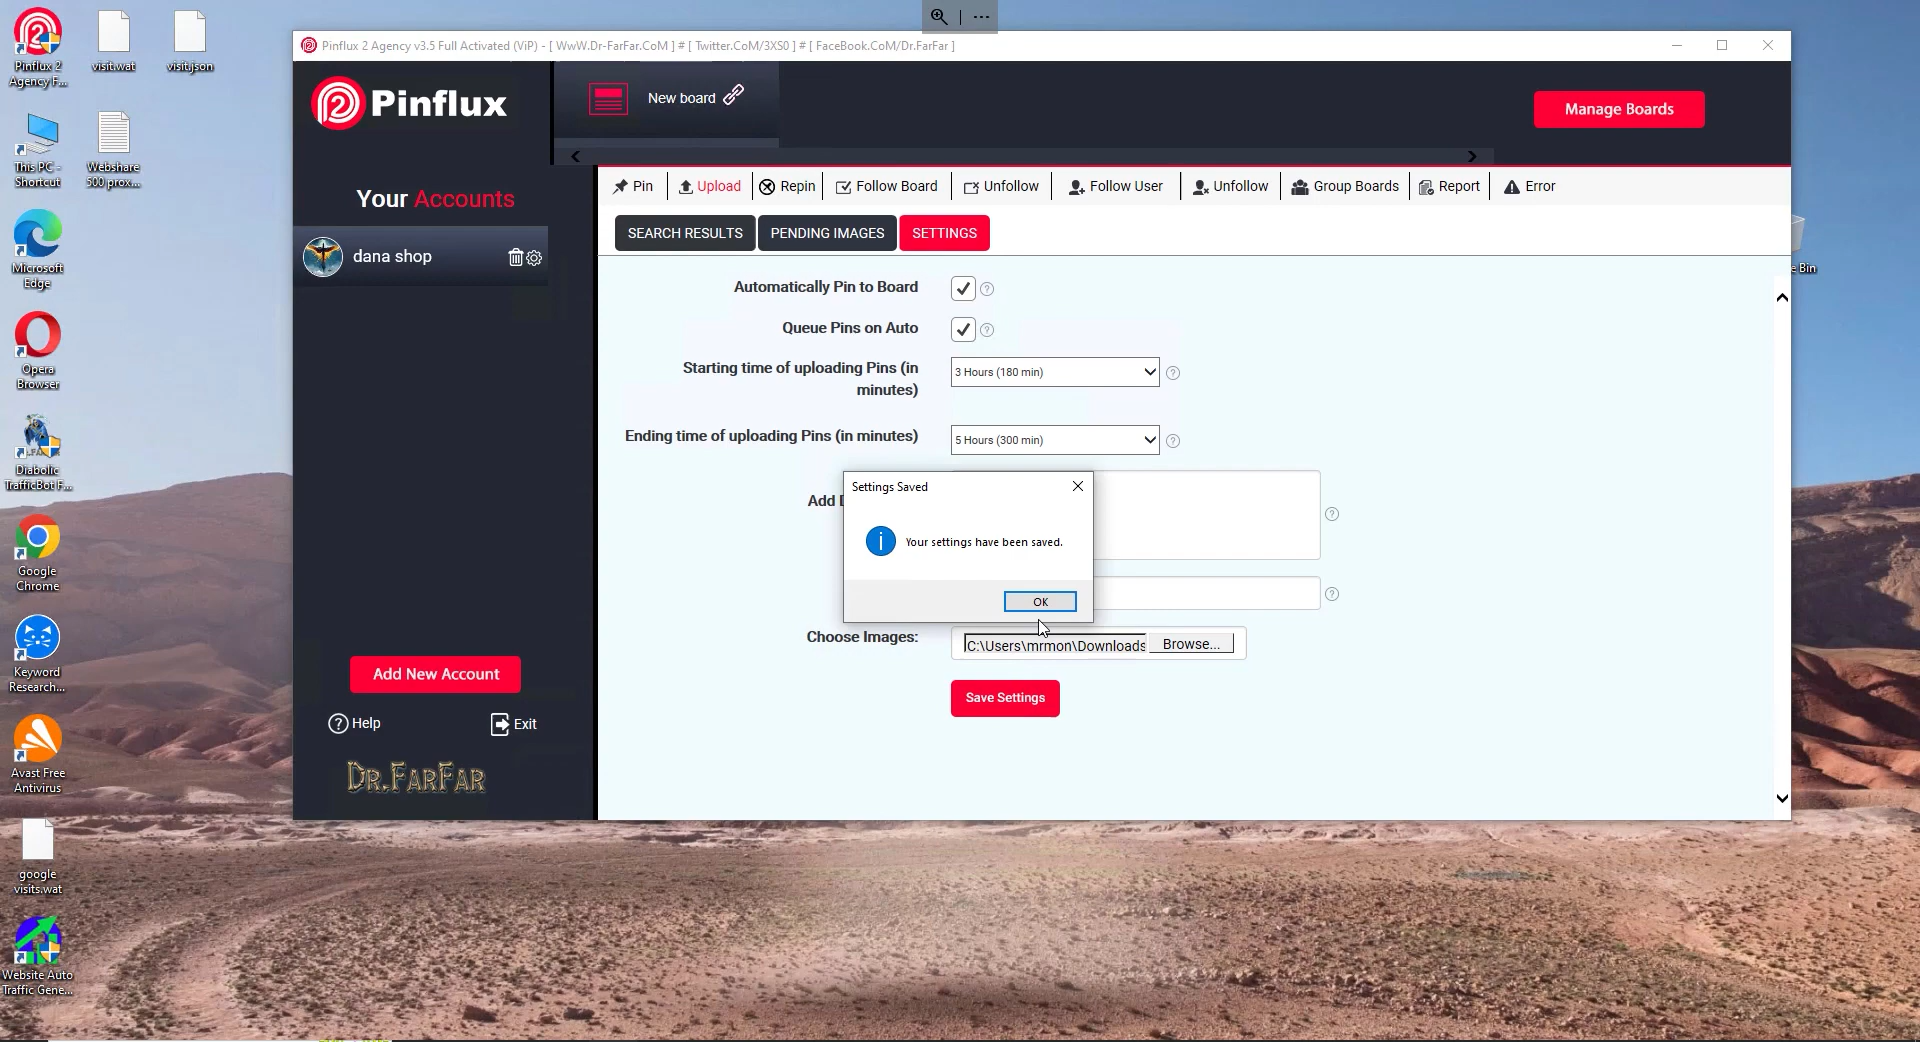 Pinflux 2 Agency v3.5 Full Activated (ViP) - [ WwW.Dr-FarFar.CoM ] # [ Twitter.CoM/3XS0 ] # [ FaceBook.CoM/Dr.FarFar ]
Pinflux
New board
Manage Boards
Your Accounts
dana shop
Pin
Upload
Repin
Follow Board
Unfollow
Follow User
Unfollow
Group Boards
Report
Error
SEARCH RESULTS
PENDING IMAGES
SETTINGS
Automatically Pin to Board
Queue Pins on Auto
Starting time of uploading Pins (in
minutes)
3 Hours (180 min)
Ending time of uploading Pins (in minutes)
5 Hours (300 min)
Add
Settings Saved
Your settings have been saved.
OK
Choose Images:
C:\Users\mrmon\Downloads
Browse...
Save Settings
Add New Account
Help
Exit
DR.FARFAR
Pinflux 2
Agency F...
visit.wat
visit.json
This PC -
Shortcut
Webshare
500 prox...
Microsoft
Edge
Opera
Browser
Diabolic
TrafficBot F...
Google
Chrome
Keyword
Research...
Avast Free
Antivirus
google
visits.wat
Website Auto
Traffic Gene...
e Bin